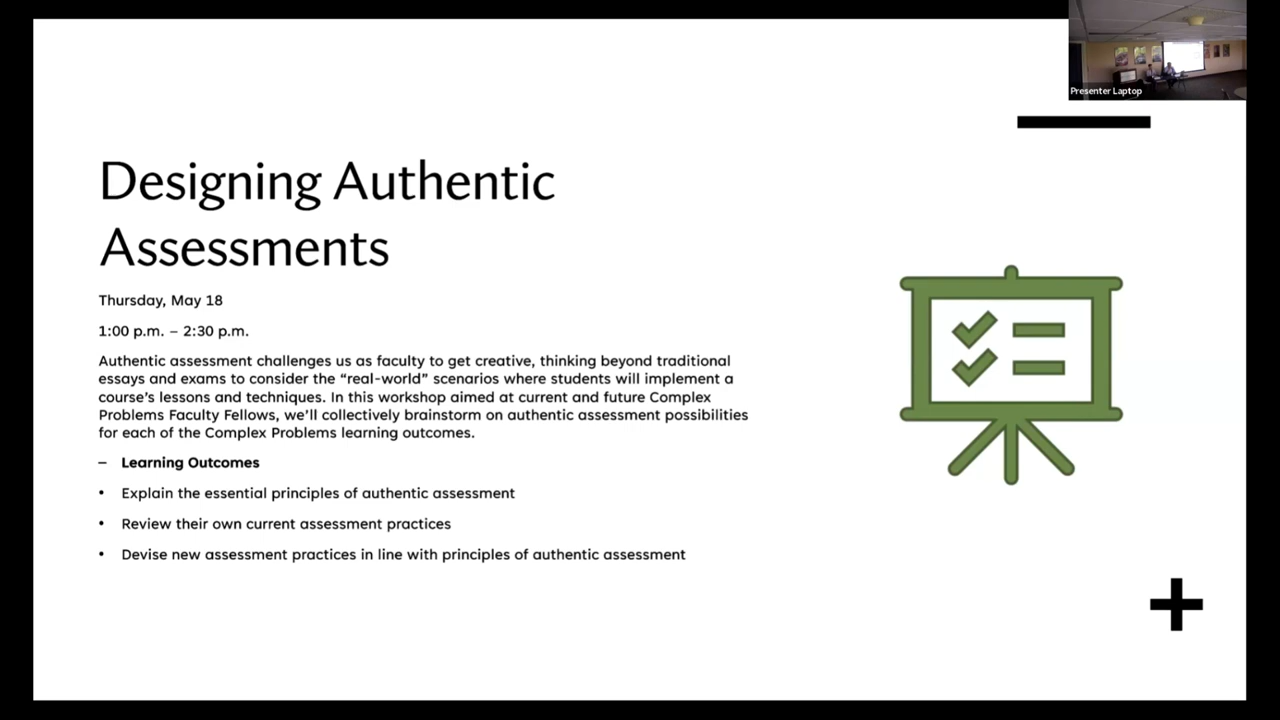 Presenter Laptop
Designing Authentic
Assessments
Thursday, May 18
1:00 p.m. – 2:30 p.m.
Authentic assessment challenges us as faculty to get creative, thinking beyond traditional
essays and exams to consider the “real-world” scenarios where students will implement a
course’s lessons and techniques. In this workshop aimed at current and future Complex
Problems Faculty Fellows, we’ll collectively brainstorm on authentic assessment possibilities
for each of the Complex Problems learning outcomes.
– Learning Outcomes
• Explain the essential principles of authentic assessment
• Review their own current assessment practices
• Devise new assessment practices in line with principles of authentic assessment